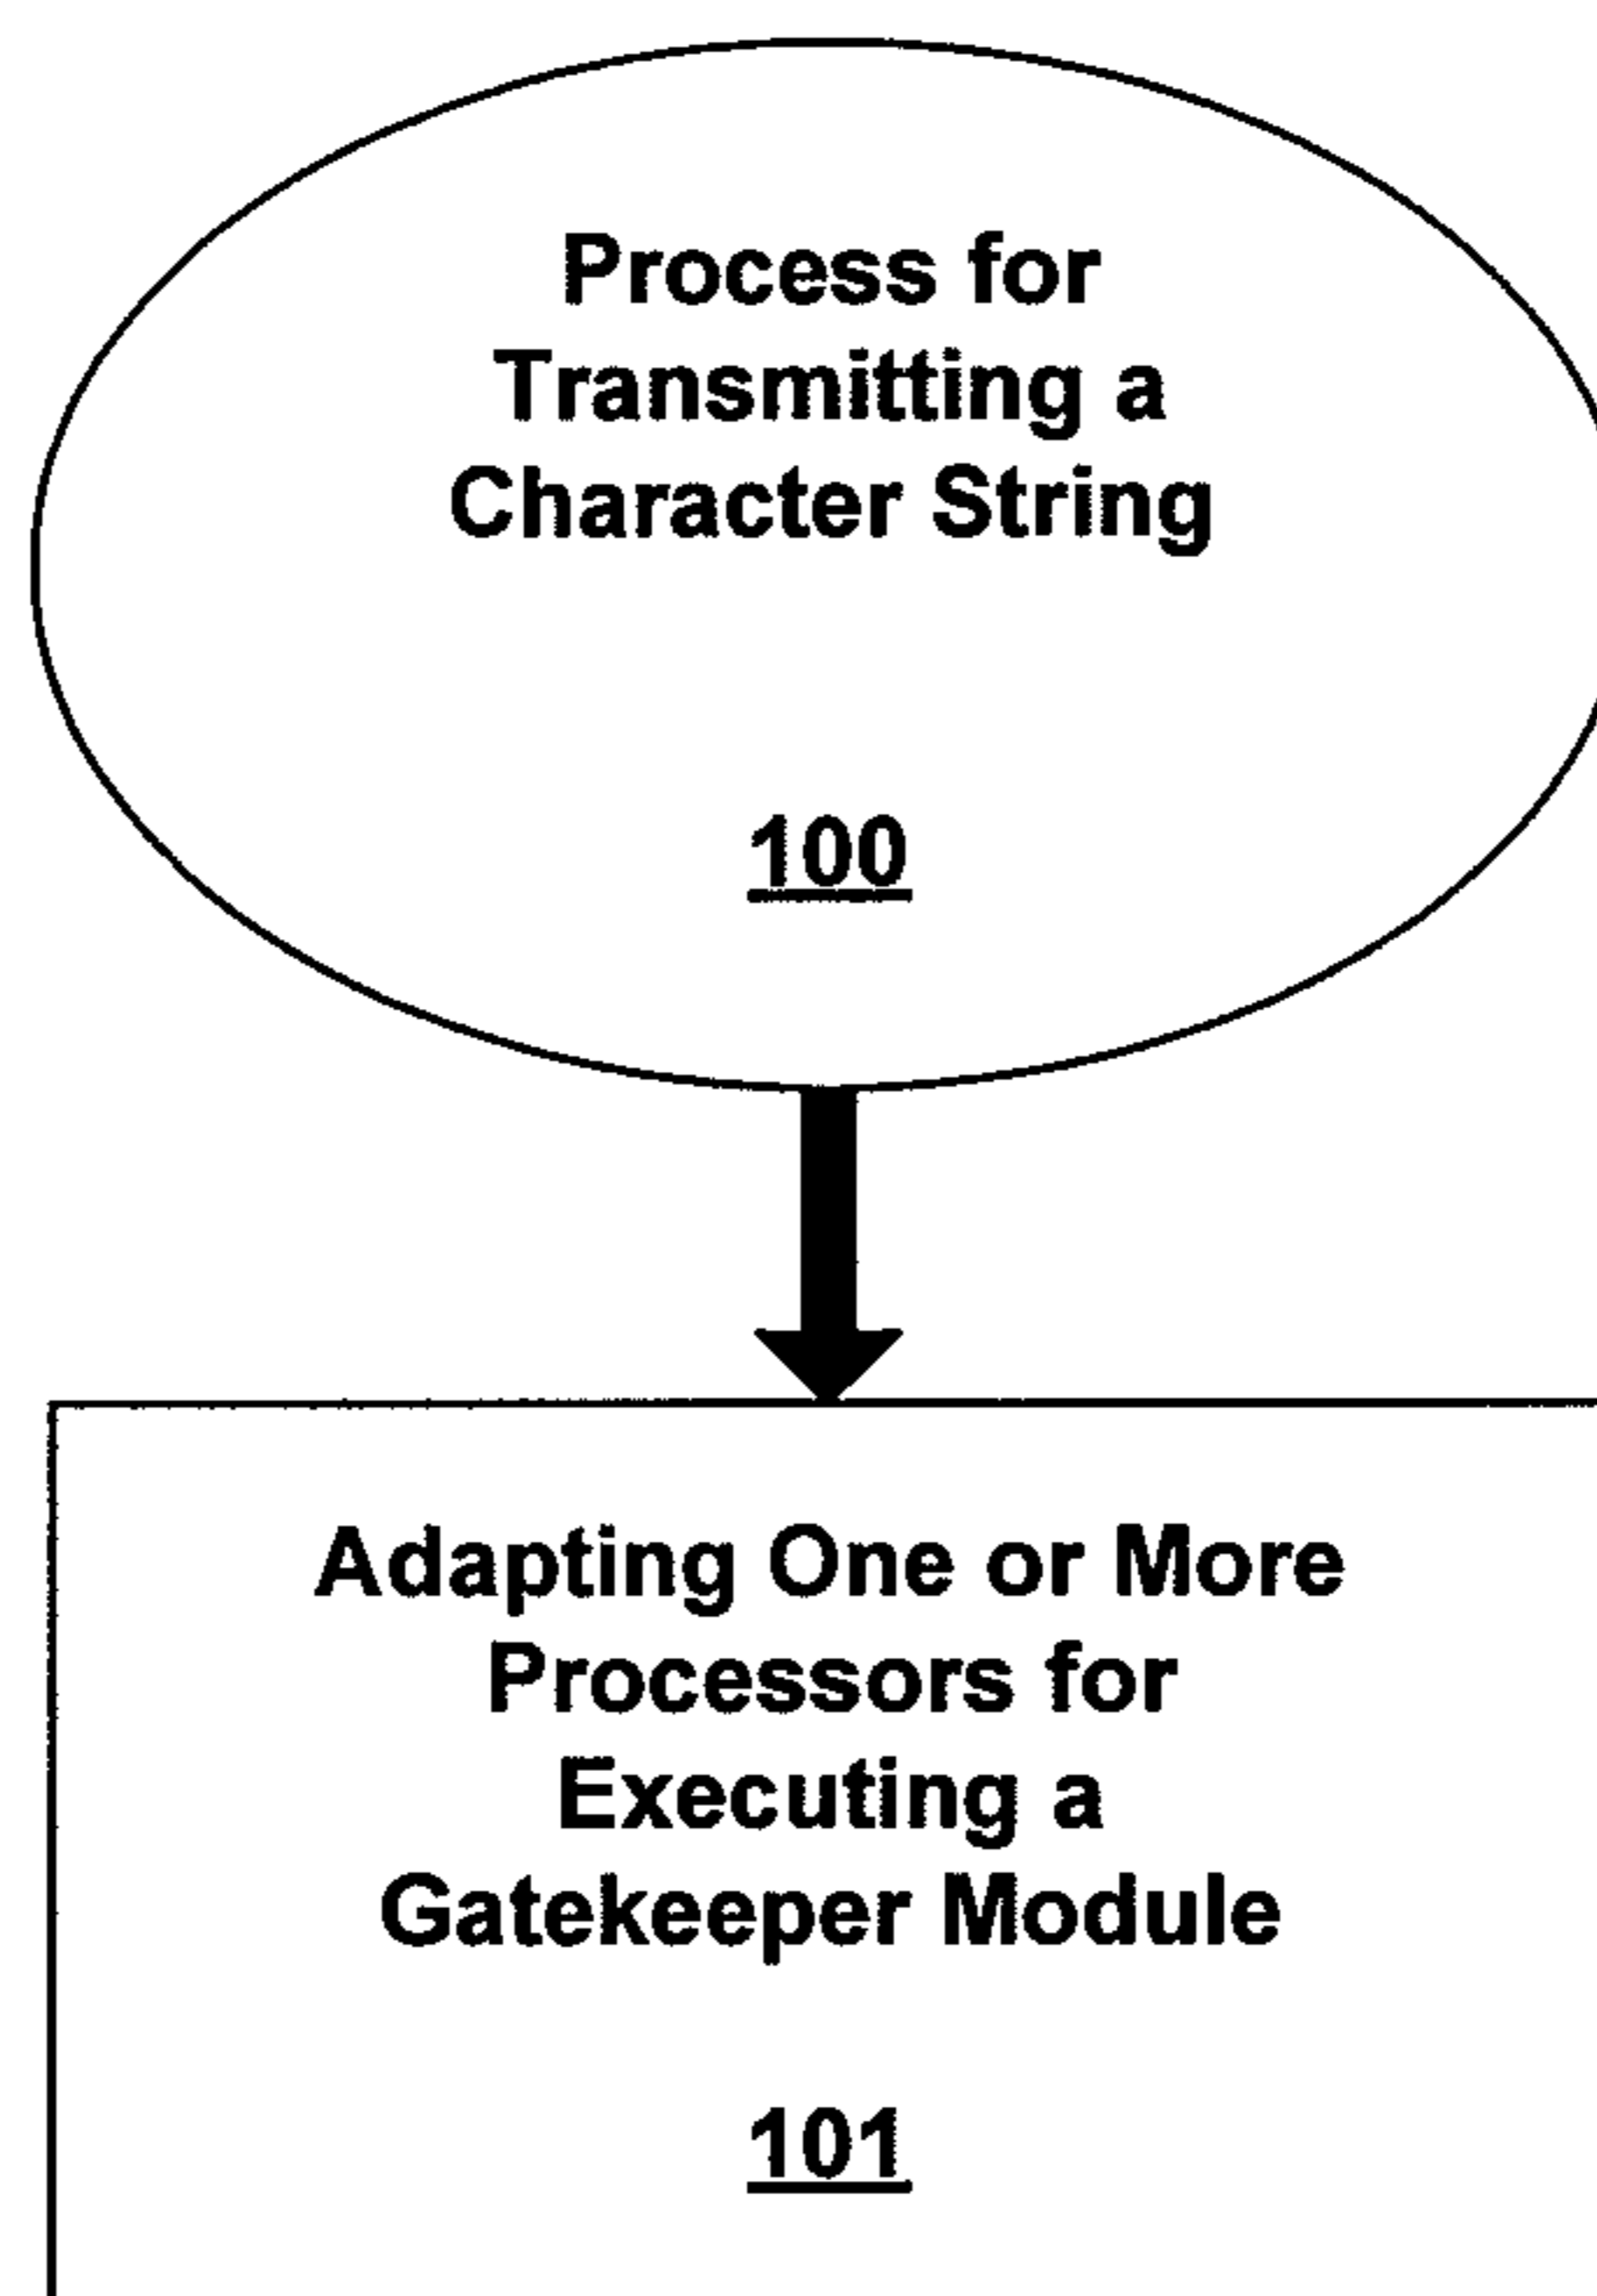 Process for
Transmitting a
Character String
100
Adapting One or More
Processors for
Executing a
Gatekeeper Module
101